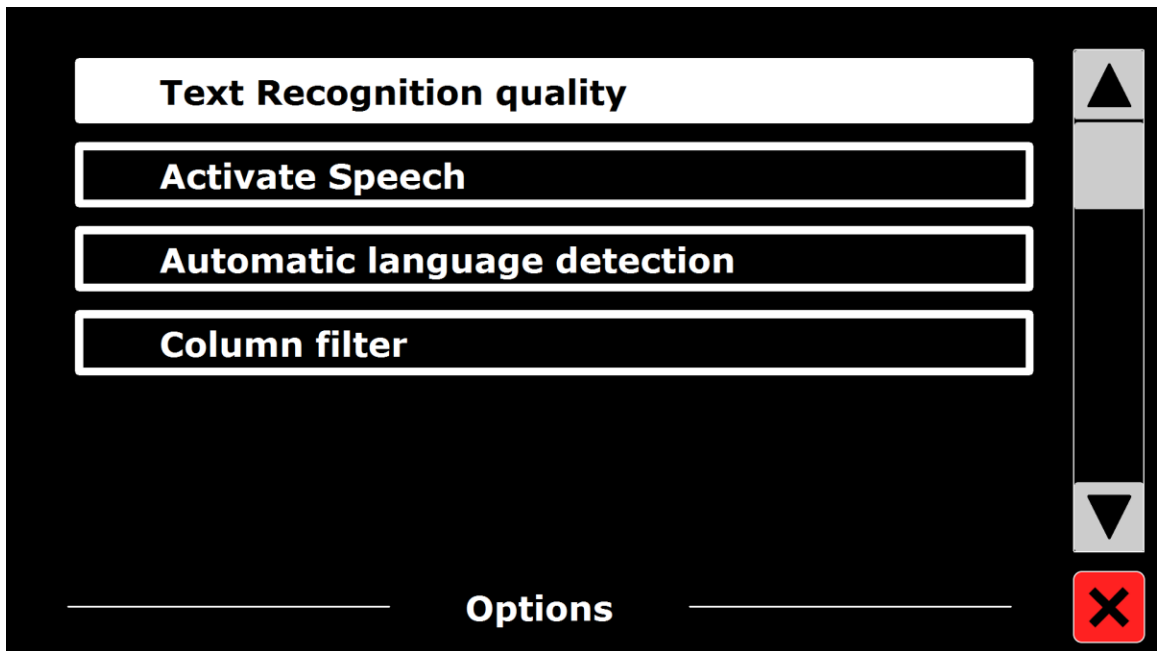 Text Recognition quality
Activate Speech
Automatic language detection
Column filter
Options